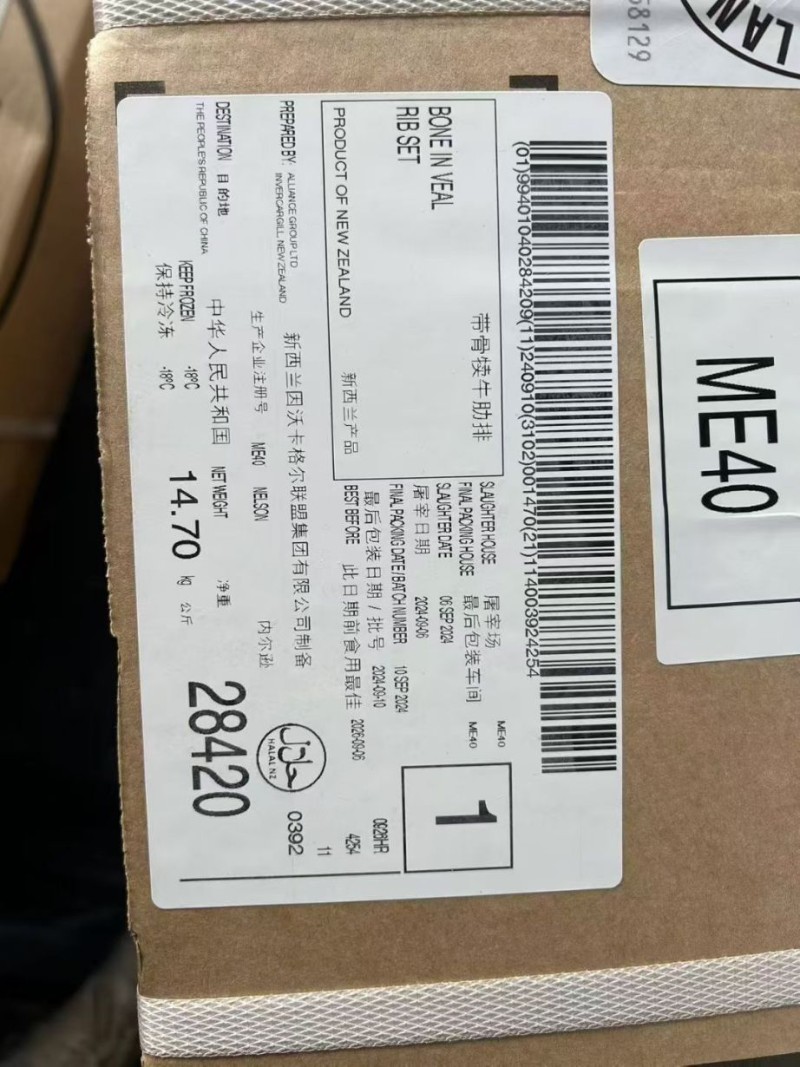 (01)99401040284209(11)240910(3102)001470(21)114003924254
BONE IN VEAL
RIB SET
带骨犊牛肋排
PRODUCT OF NEW ZEALAND
新西兰产品
SLAUGHTER HOUSE 屠宰场 ME40
FINAL PACKING HOUSE 最后包装车间 ME40
SLAUGHTER DATE 06 SEP 2024
屠宰日期 2024-09-06
FINAL PACKING DATE / BATCH NUMBER 10 SEP 2024
最后包装日期 / 批号 2024-09-10
BEST BEFORE 此日期前食用最佳 2026-09-06
1
0928HR
4254
11
PREPARED BY: ALLIANCE GROUP LTD
INVERCARGILL, NEW ZEALAND
新西兰因沃卡格尔联盟集团有限公司制备
生产企业注册号 ME40 NELSON 内尔逊
حلال
HALAL NZ
0392
DESTINATION 目的地
THE PEOPLE'S REPUBLIC OF CHINA
中华人民共和国
NET WEIGHT 净重
14.70 kg 公斤
28420
KEEP FROZEN -18°C
保持冷冻 -18°C
ME40
58129